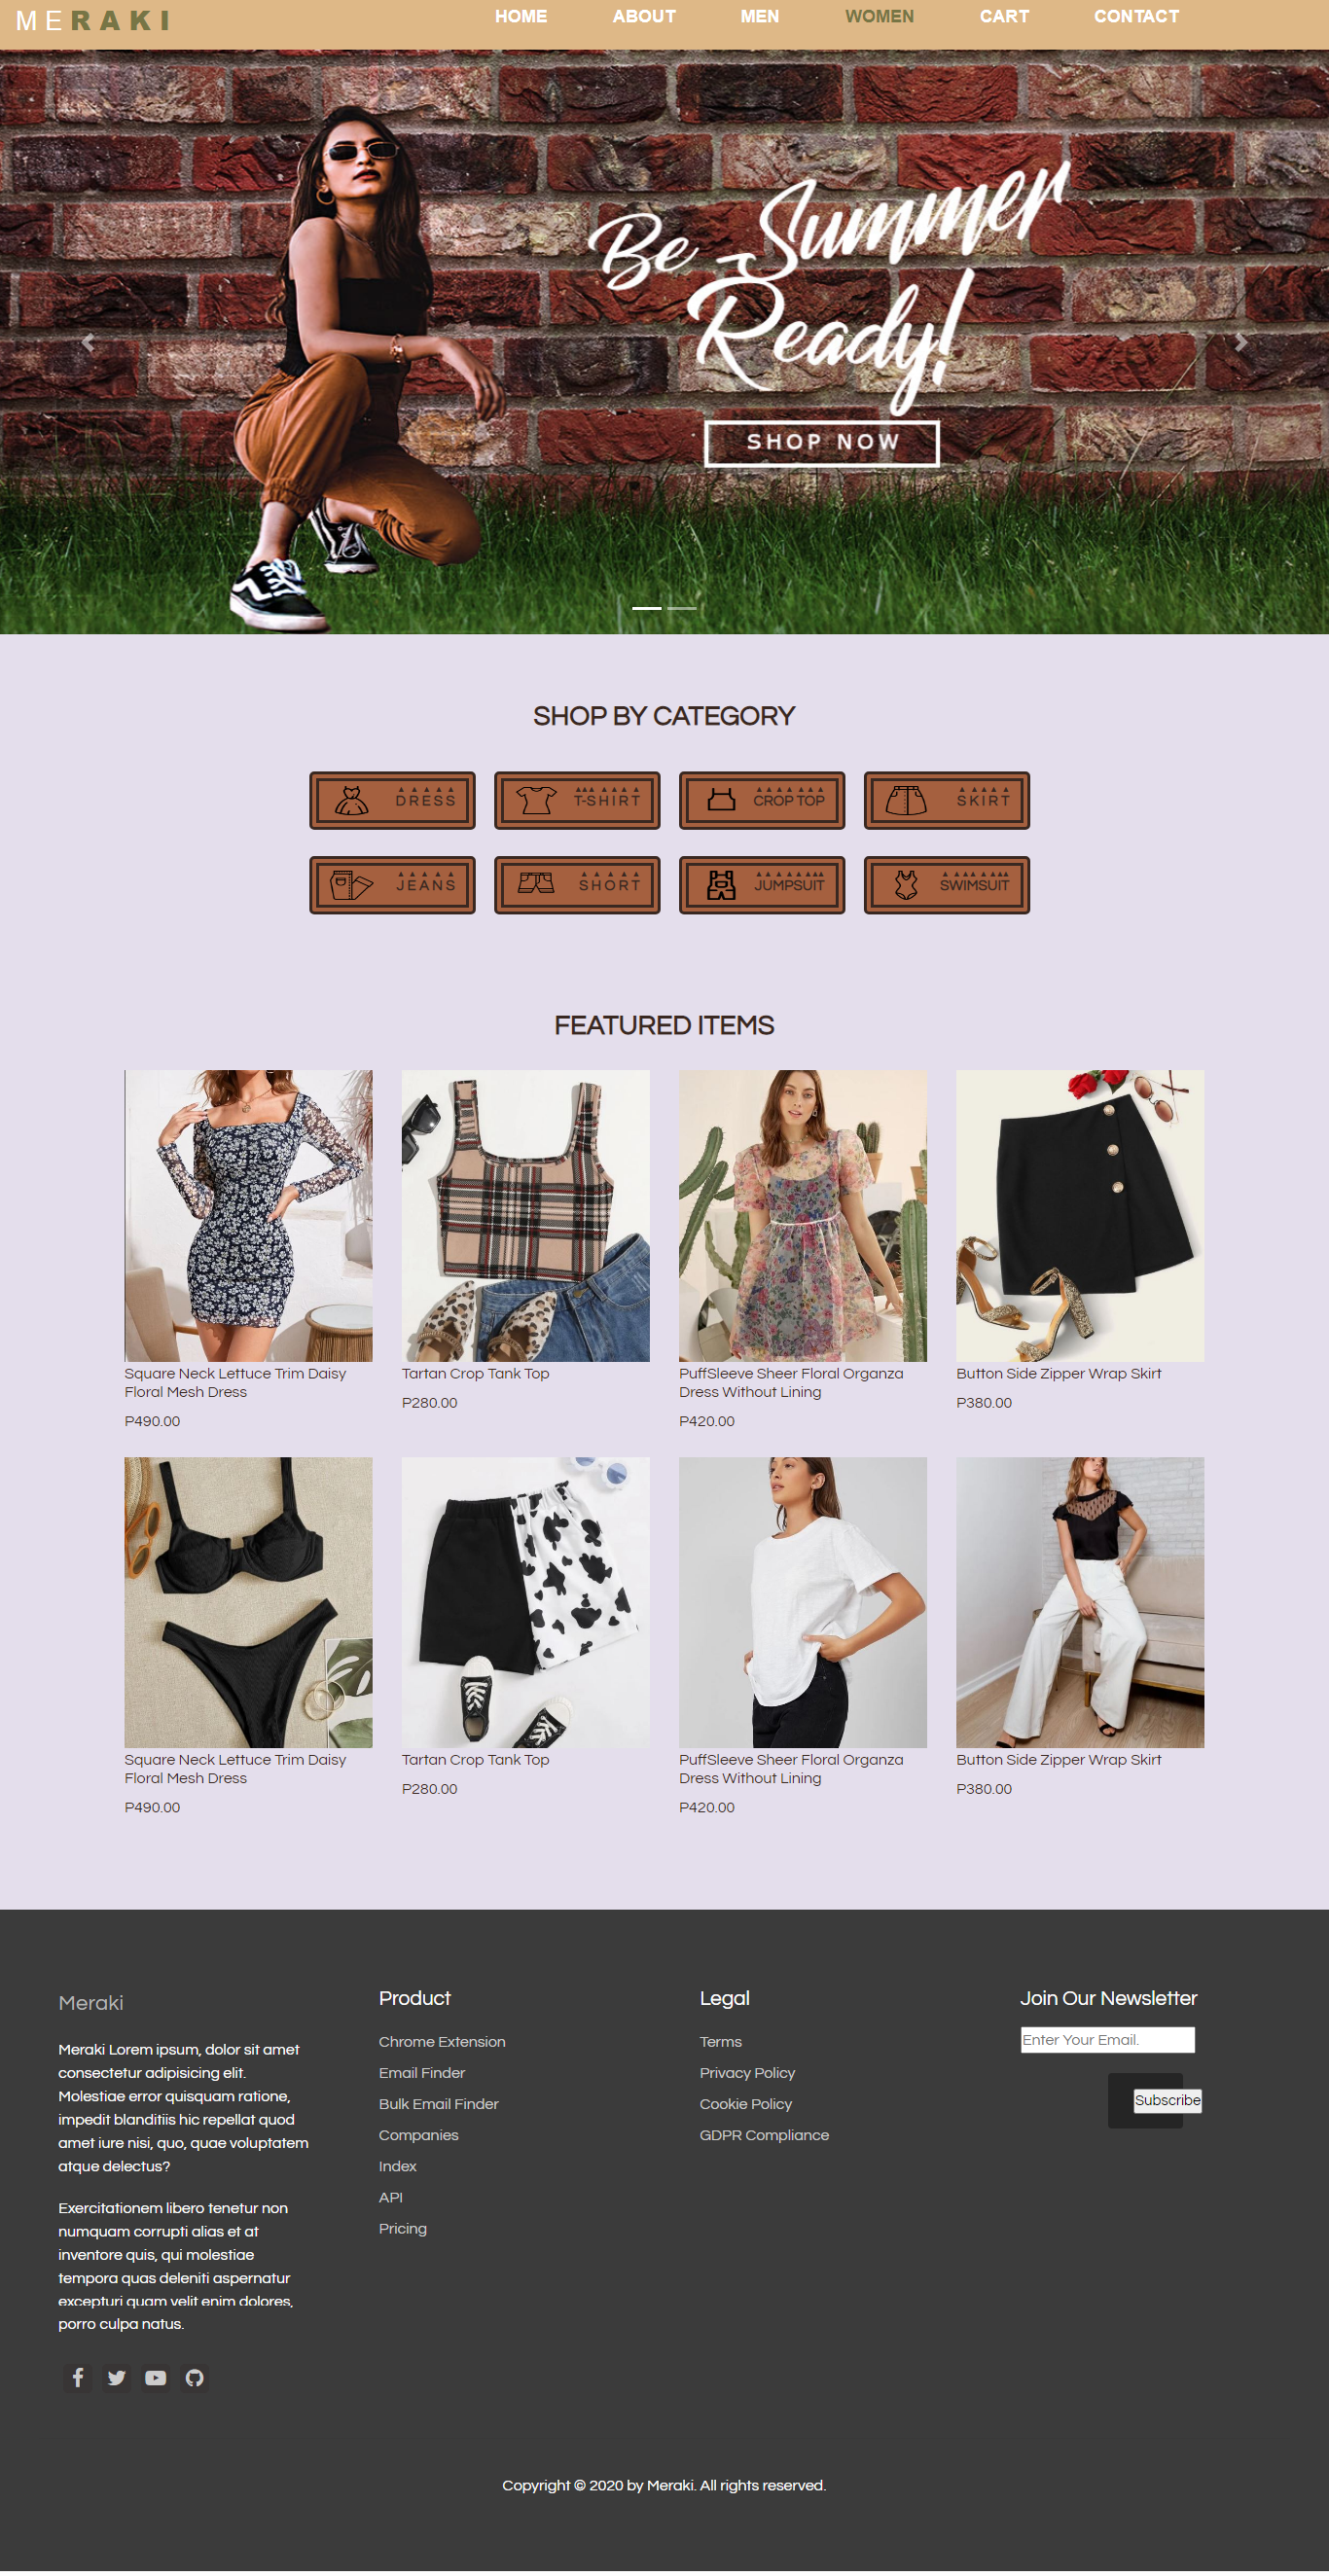 MERAKI
HOME ABOUT MEN WOMEN CART CONTACT
Be Summer
Ready!
SHOP NOW
SHOP BY CATEGORY
DRESS T-SHIRT CROP TOP SKIRT
JEANS SHORT JUMPSUIT SWIMSUIT
FEATURED ITEMS
Square Neck Lettuce Trim Daisy
Floral Mesh Dress
P490.00
Tartan Crop Tank Top
P280.00
PuffSleeve Sheer Floral Organza
Dress Without Lining
P420.00
Button Side Zipper Wrap Skirt
P380.00
Square Neck Lettuce Trim Daisy
Floral Mesh Dress
P490.00
Tartan Crop Tank Top
P280.00
PuffSleeve Sheer Floral Organza
Dress Without Lining
P420.00
Button Side Zipper Wrap Skirt
P380.00
Meraki
Meraki Lorem ipsum, dolor sit amet
consectetur adipisicing elit.
Molestiae error quisquam ratione,
impedit blanditiis hic repellat quod
amet iure nisi, quo, quae voluptatem
atque delectus?
Exercitationem libero tenetur non
numquam corrupti alias et at
inventore quis, qui molestiae
tempora quas deleniti aspernatur
excepturi quam velit enim dolores,
porro culpa natus.
Product
Chrome Extension
Email Finder
Bulk Email Finder
Companies
Index
API
Pricing
Legal
Terms
Privacy Policy
Cookie Policy
GDPR Compliance
Join Our Newsletter
Enter Your Email.
Subscribe
Copyright © 2020 by Meraki. All rights reserved.